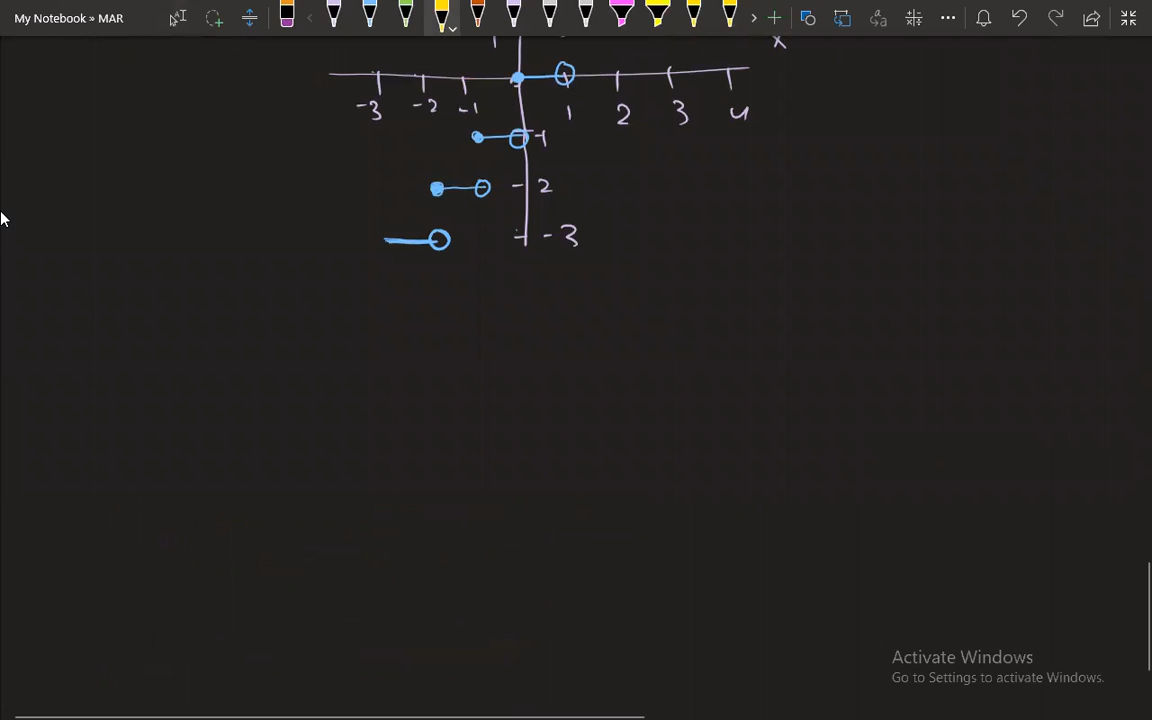 My Notebook » MAR
x
-3 -2 -1 1 2 3 4
-1
- 2
- 3
Activate Windows
Go to Settings to activate Windows.